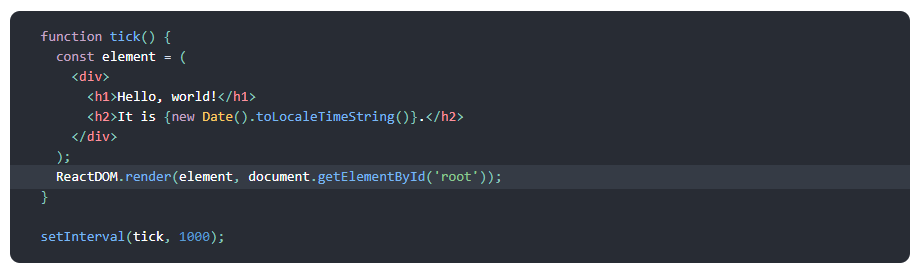 function tick() {
  const element = (
    <div>
      <h1>Hello, world!</h1>
      <h2>It is {new Date().toLocaleTimeString()}.</h2>
    </div>
  );
  ReactDOM.render(element, document.getElementById('root'));
}

setInterval(tick, 1000);